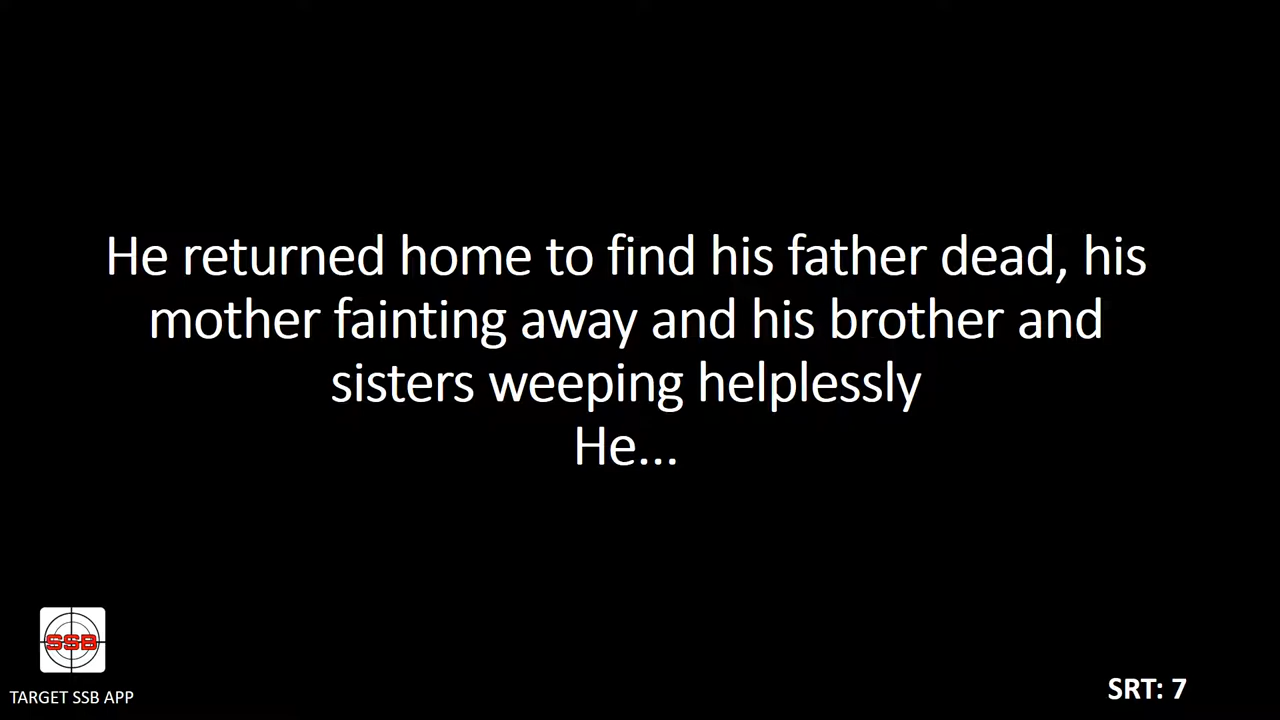 He returned home to find his father dead, his
mother fainting away and his brother and
sisters weeping helplessly
He...
SSB
TARGET SSB APP
SRT: 7